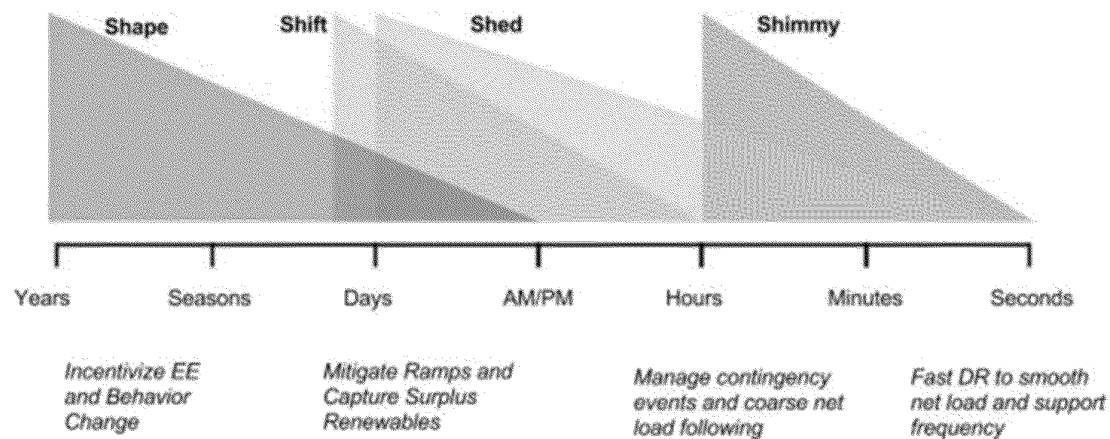 Shape
Shift
Shed
Shimmy
Years
Seasons
Days
AM/PM
Hours
Minutes
Seconds
Incentivize EE
and Behavior
Change
Mitigate Ramps and
Capture Surplus
Renewables
Manage contingency
events and coarse net
load following
Fast DR to smooth
net load and support
frequency